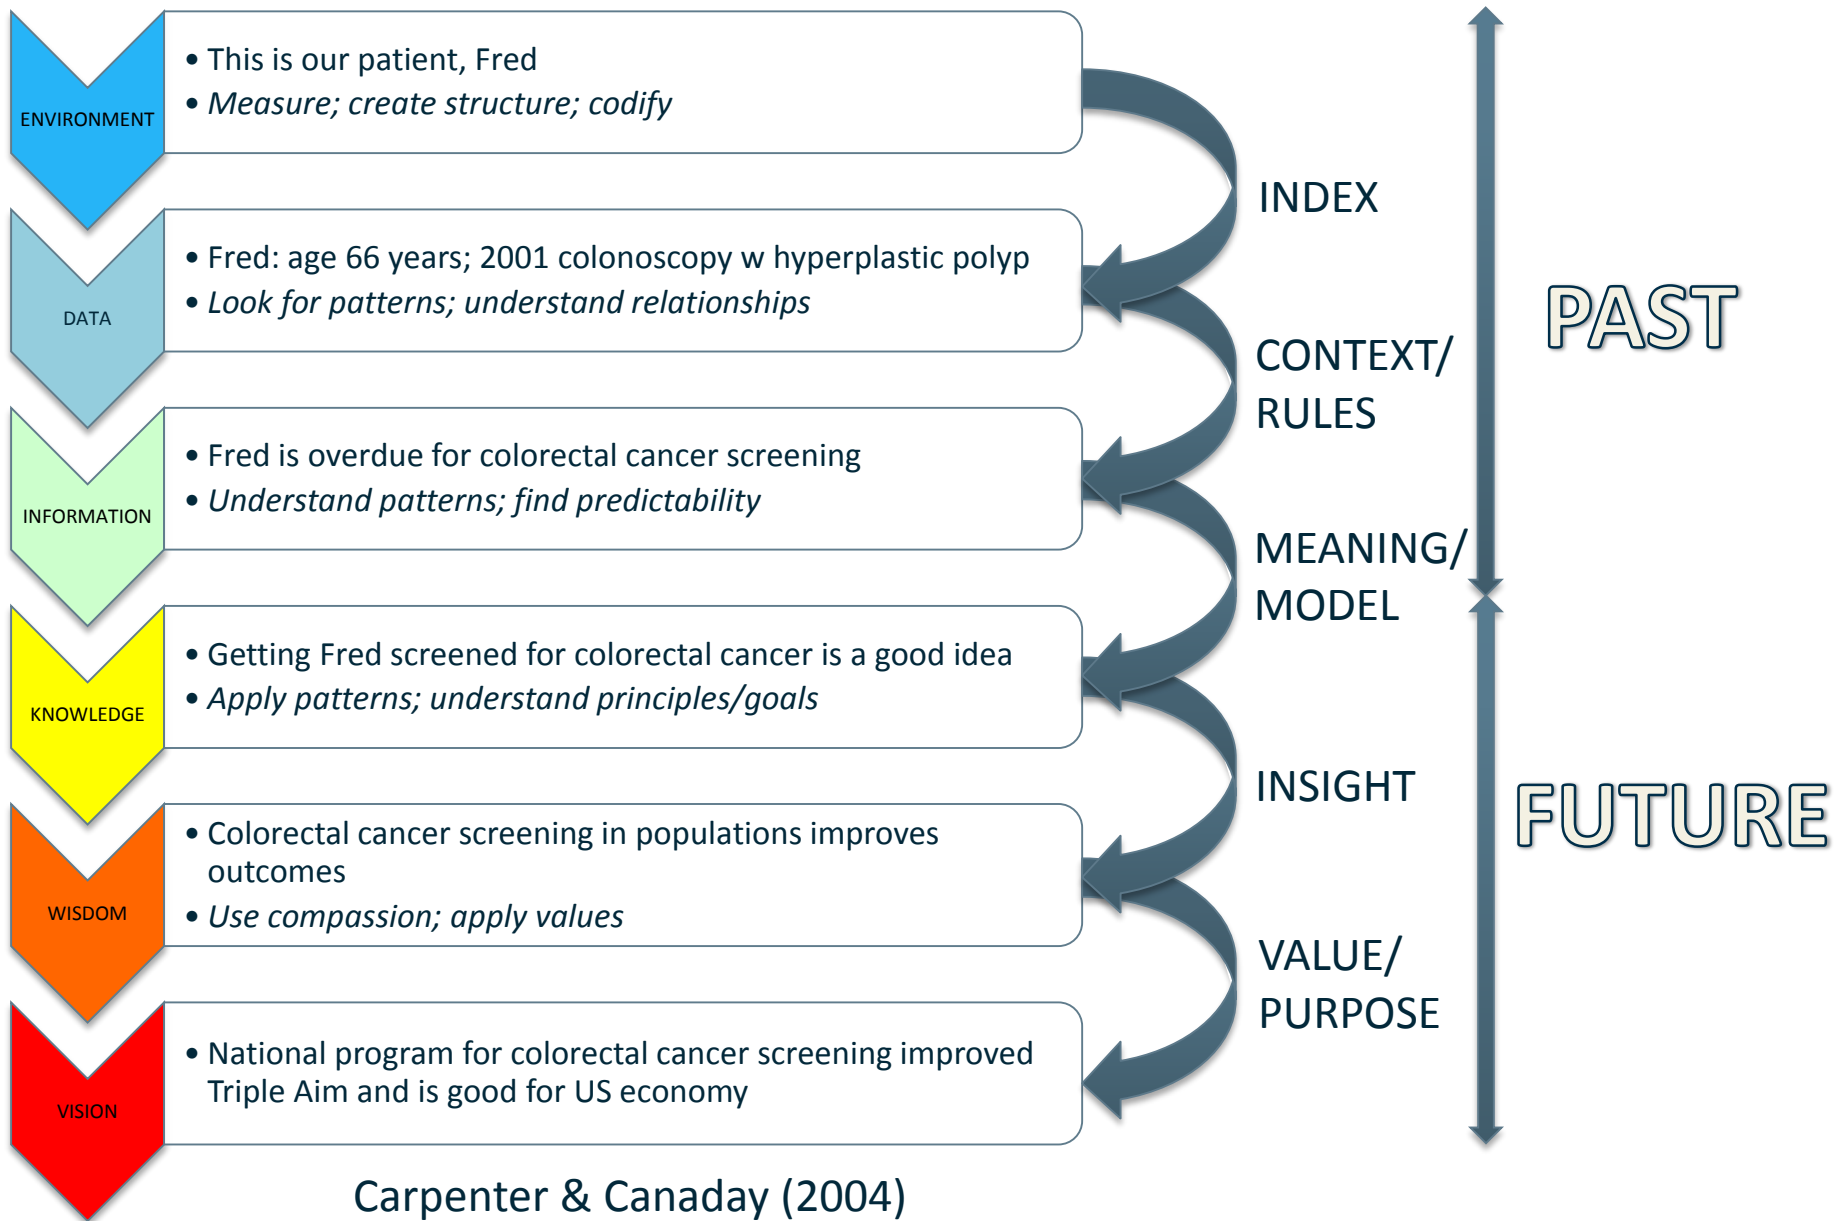 ENVIRONMENT
• This is our patient, Fred
• Measure; create structure; codify
INDEX
DATA
• Fred: age 66 years; 2001 colonoscopy w hyperplastic polyp
• Look for patterns; understand relationships
CONTEXT/
RULES
PAST
INFORMATION
• Fred is overdue for colorectal cancer screening
• Understand patterns; find predictability
MEANING/
MODEL
KNOWLEDGE
• Getting Fred screened for colorectal cancer is a good idea
• Apply patterns; understand principles/goals
INSIGHT
FUTURE
WISDOM
• Colorectal cancer screening in populations improves
outcomes
• Use compassion; apply values
VALUE/
PURPOSE
VISION
• National program for colorectal cancer screening improved
Triple Aim and is good for US economy
Carpenter & Canaday (2004)